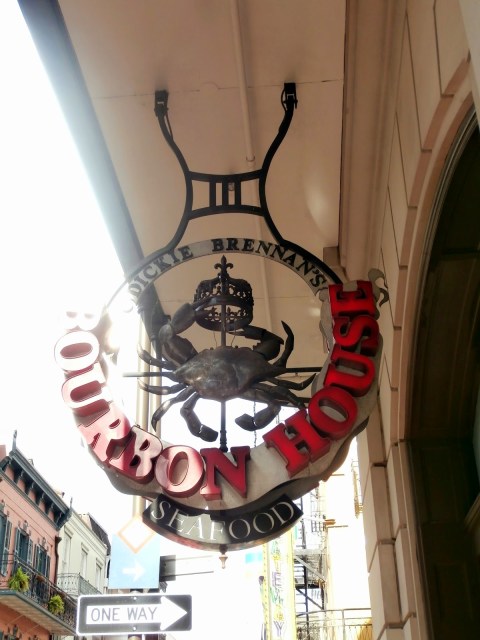 DICKIE BRENNAN'S
BOURBON HOUSE
SEAFOOD
ONE WAY